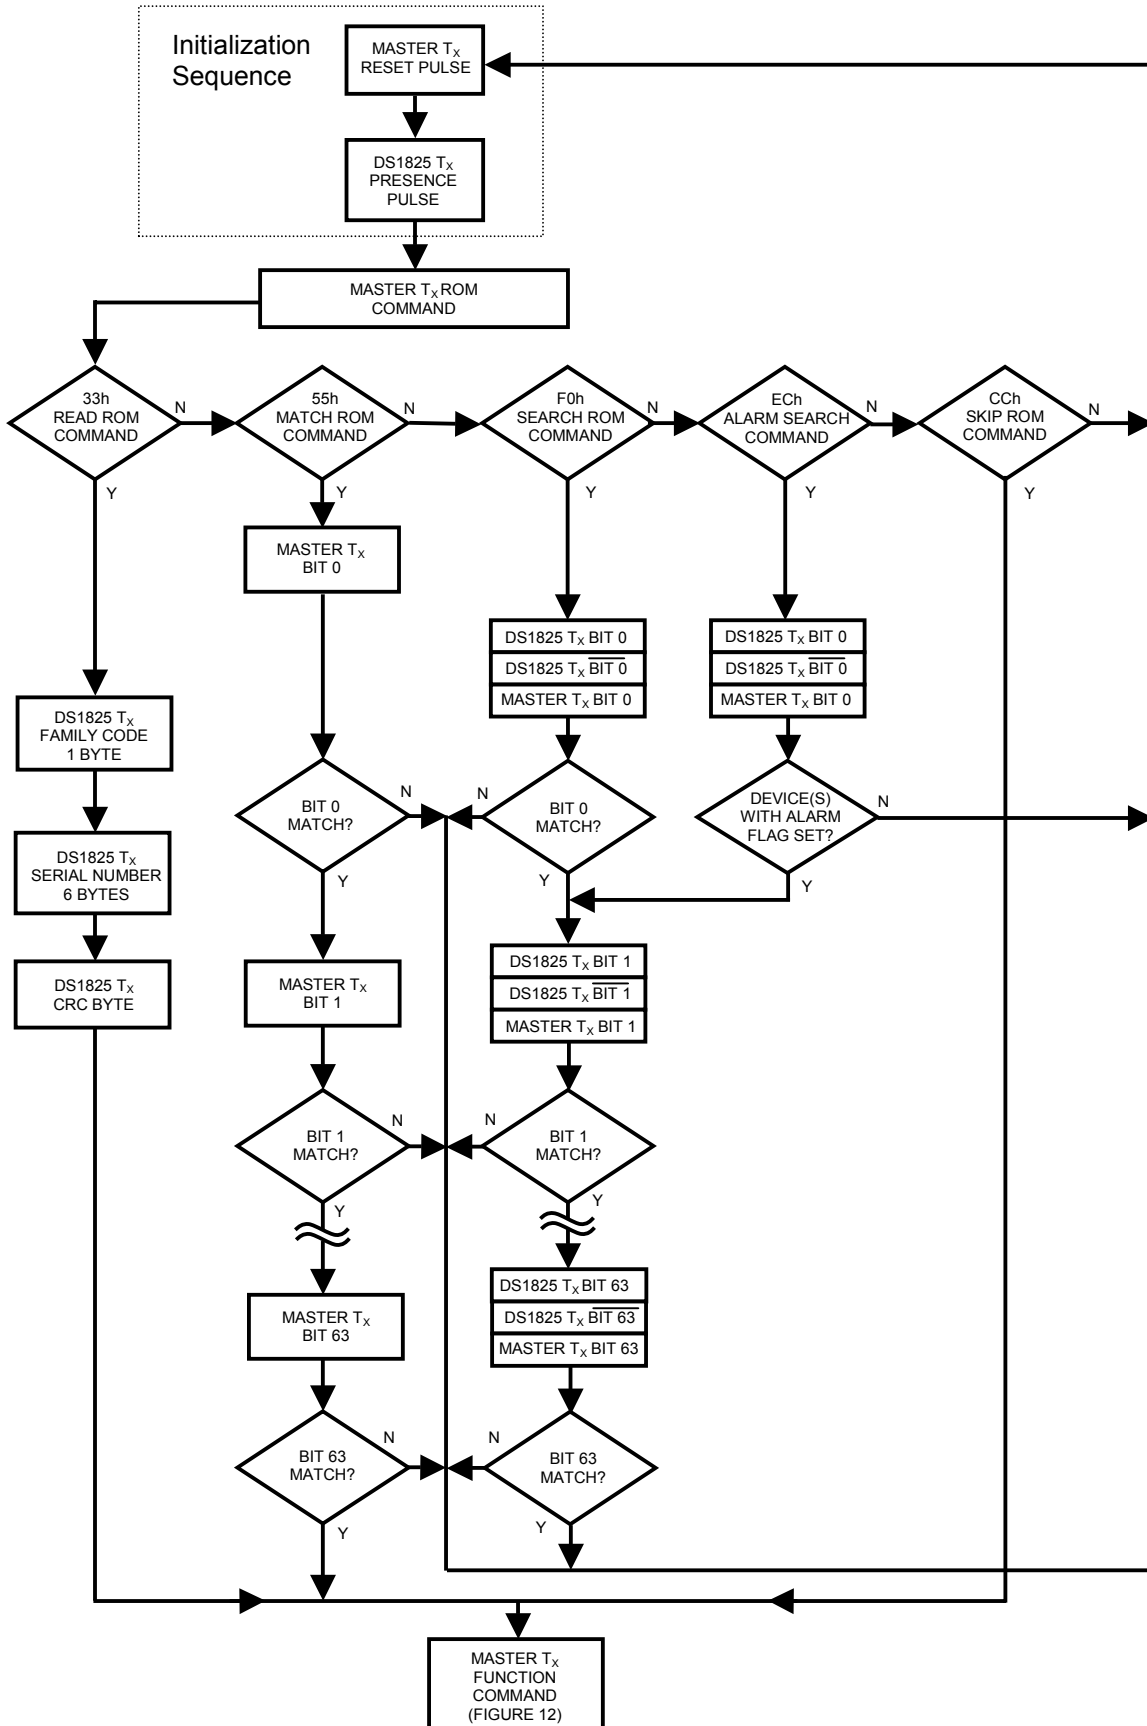 Initialization
Sequence
MASTER TX
RESET PULSE
DS1825 TX
PRESENCE
PULSE
MASTER TX ROM
COMMAND
33h
READ ROM
COMMAND
N
Y
55h
MATCH ROM
COMMAND
N
Y
F0h
SEARCH ROM
COMMAND
N
Y
ECh
ALARM SEARCH
COMMAND
N
Y
CCh
SKIP ROM
COMMAND
N
Y
MASTER TX
BIT 0
DS1825 TX BIT 0
DS1825 TX BIT 0
MASTER TX BIT 0
DS1825 TX BIT 0
DS1825 TX BIT 0
MASTER TX BIT 0
DS1825 TX
FAMILY CODE
1 BYTE
DS1825 TX
SERIAL NUMBER
6 BYTES
DS1825 TX
CRC BYTE
BIT 0
MATCH?
N
Y
N
BIT 0
MATCH?
Y
DEVICE(S)
WITH ALARM
FLAG SET?
N
Y
MASTER TX
BIT 1
DS1825 TX BIT 1
DS1825 TX BIT 1
MASTER TX BIT 1
BIT 1
MATCH?
N
Y
N
BIT 1
MATCH?
Y
MASTER TX
BIT 63
DS1825 TX BIT 63
DS1825 TX BIT 63
MASTER TX BIT 63
BIT 63
MATCH?
N
Y
N
BIT 63
MATCH?
Y
MASTER TX
FUNCTION
COMMAND
(FIGURE 12)